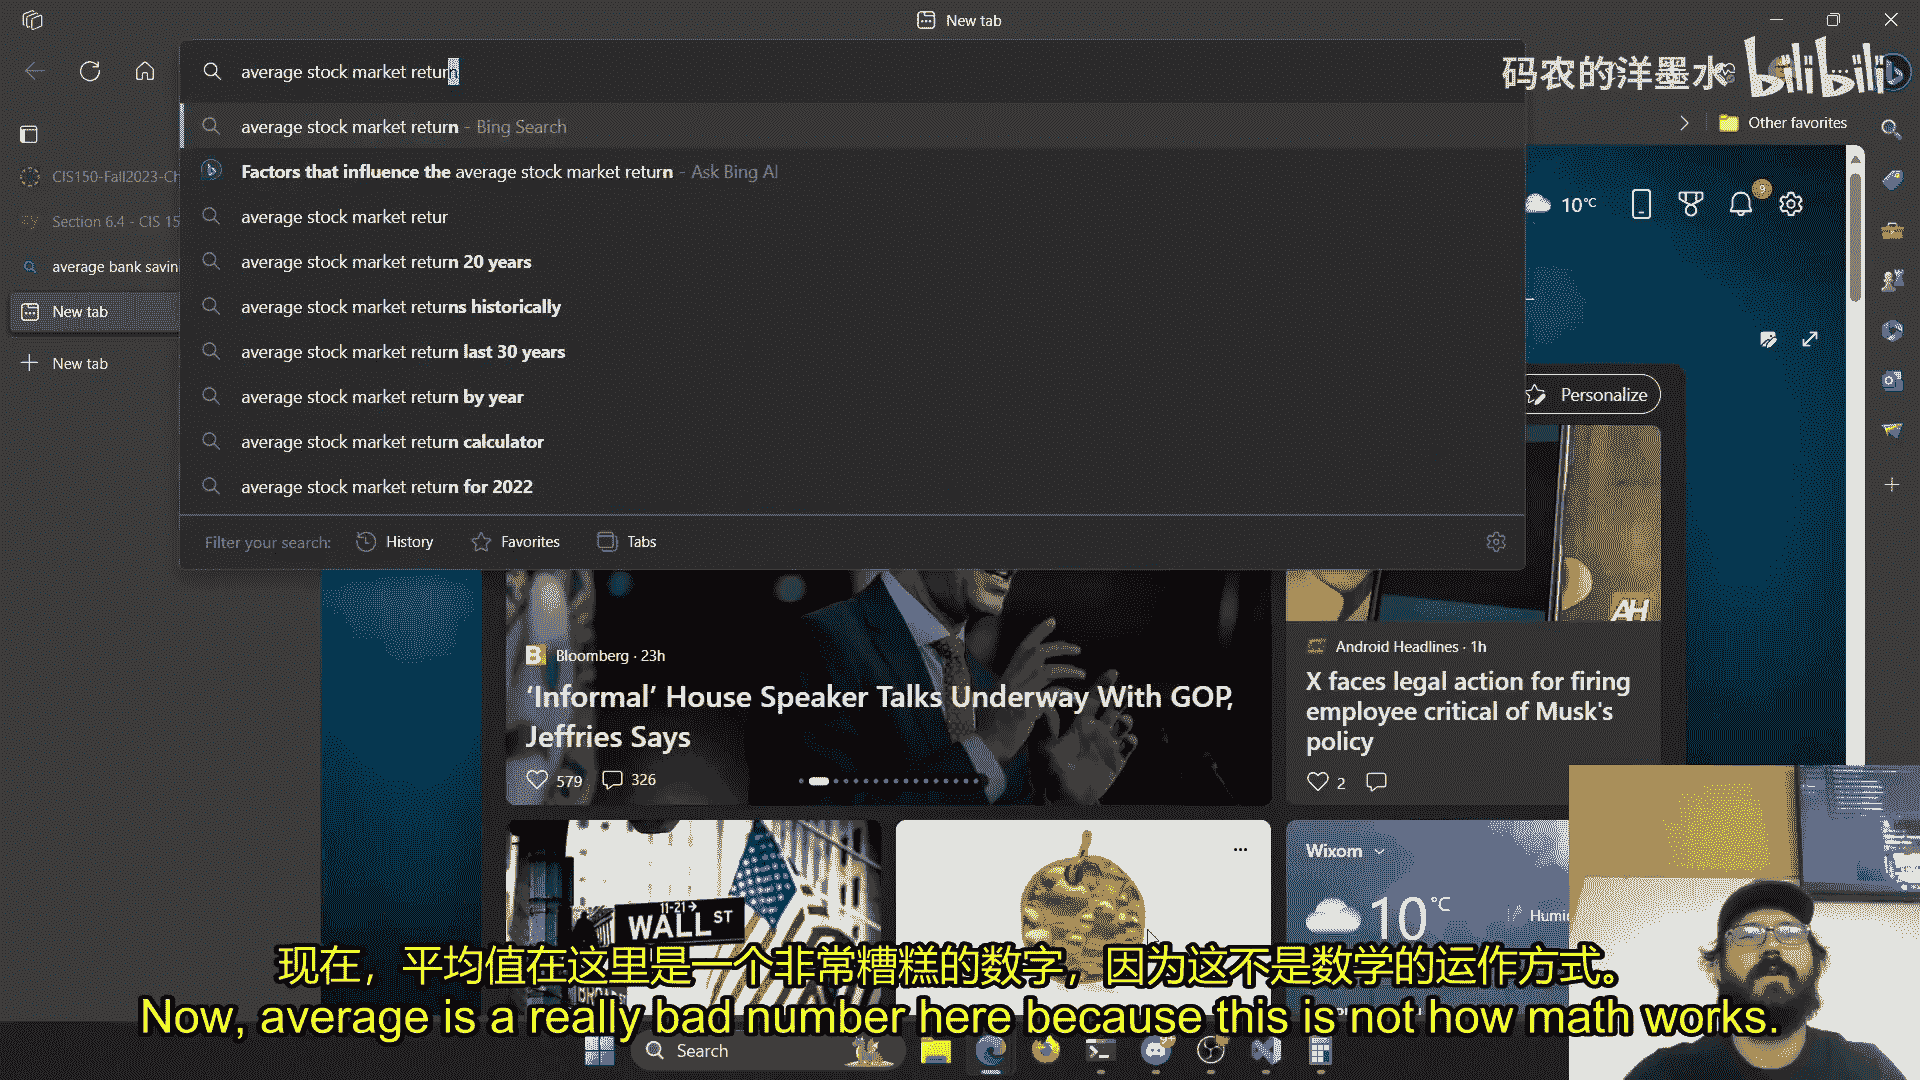 New tab
average stock market return
码农的洋墨水 bilibili
average stock market return - Bing Search
Other favorites
Factors that influence the average stock market return - Ask Bing AI
CIS150-Fall2023-Ch
average stock market retur
Section 6.4 - CIS 15
9
10°C
average stock market return 20 years
average bank savin
average stock market returns historically
New tab
average stock market return last 30 years
New tab
average stock market return by year
Personalize
average stock market return calculator
average stock market return for 2022
Filter your search:
History
Favorites
Tabs
AH
Bloomberg · 23h
‘Informal’ House Speaker Talks Underway With GOP,
Jeffries Says
579
326
Android Headlines · 1h
X faces legal action for firing
employee critical of Musk's
policy
2
11-21
WALL ST
Wixom
10°C
Humi
现在，平均值在这里是一个非常糟糕的数字，因为这不是数学的运作方式。
Now, average is a really bad number here because this is not how math works.
Search